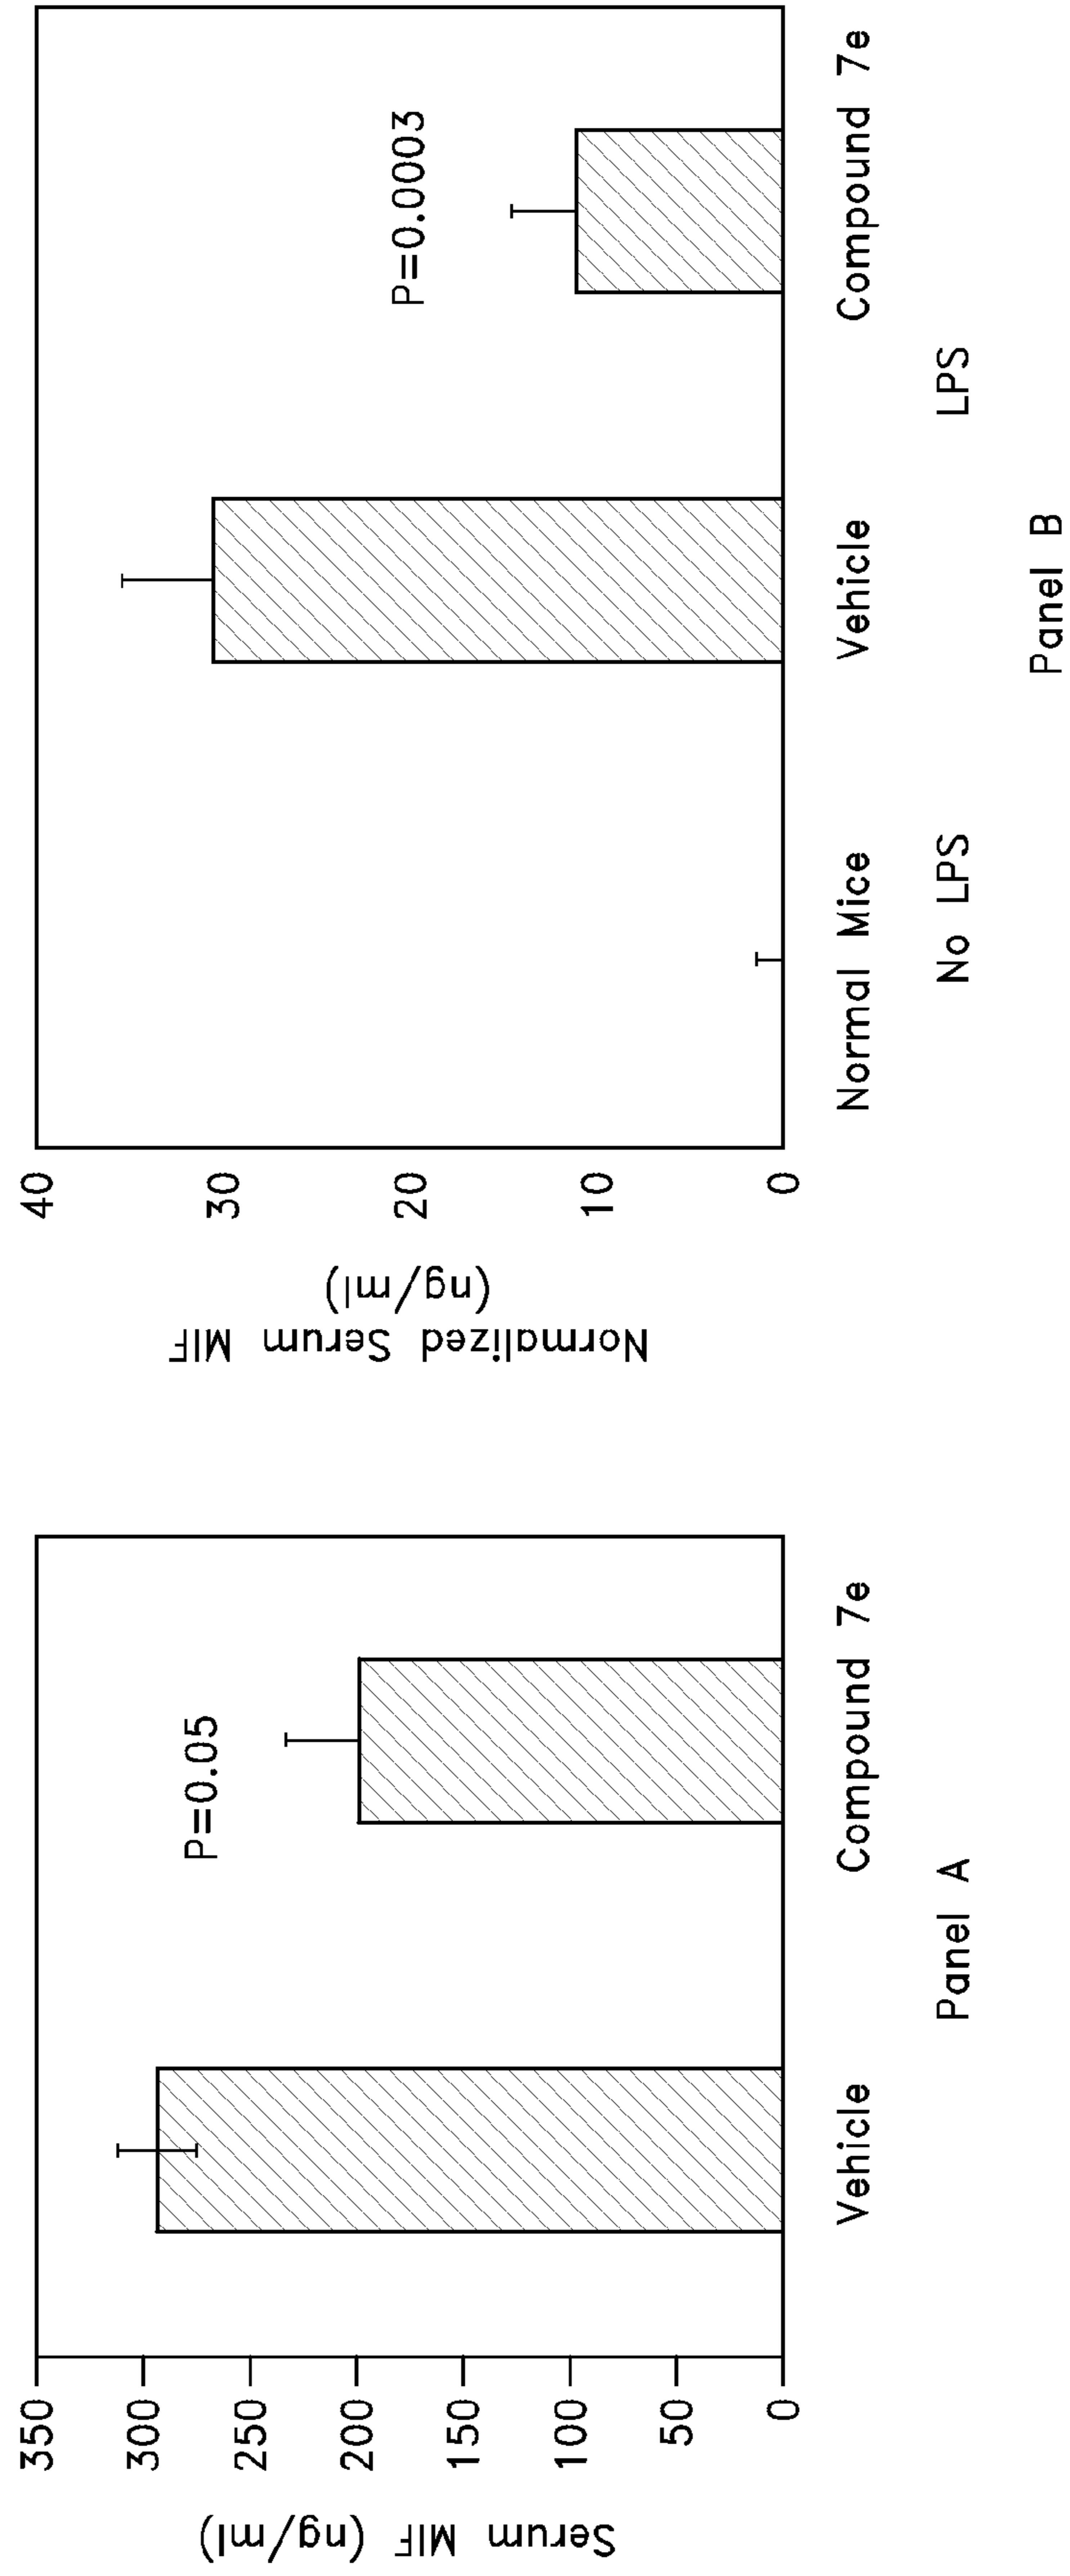 Serum MIF (ng/ml)
350
300
250
200
150
100
50
0
P=0.05
Vehicle
Compound 7e
Panel A
Normalized Serum MIF
(ng/ml)
40
30
20
10
0
P=0.0003
Normal Mice
Vehicle
Compound 7e
No LPS
LPS
Panel B